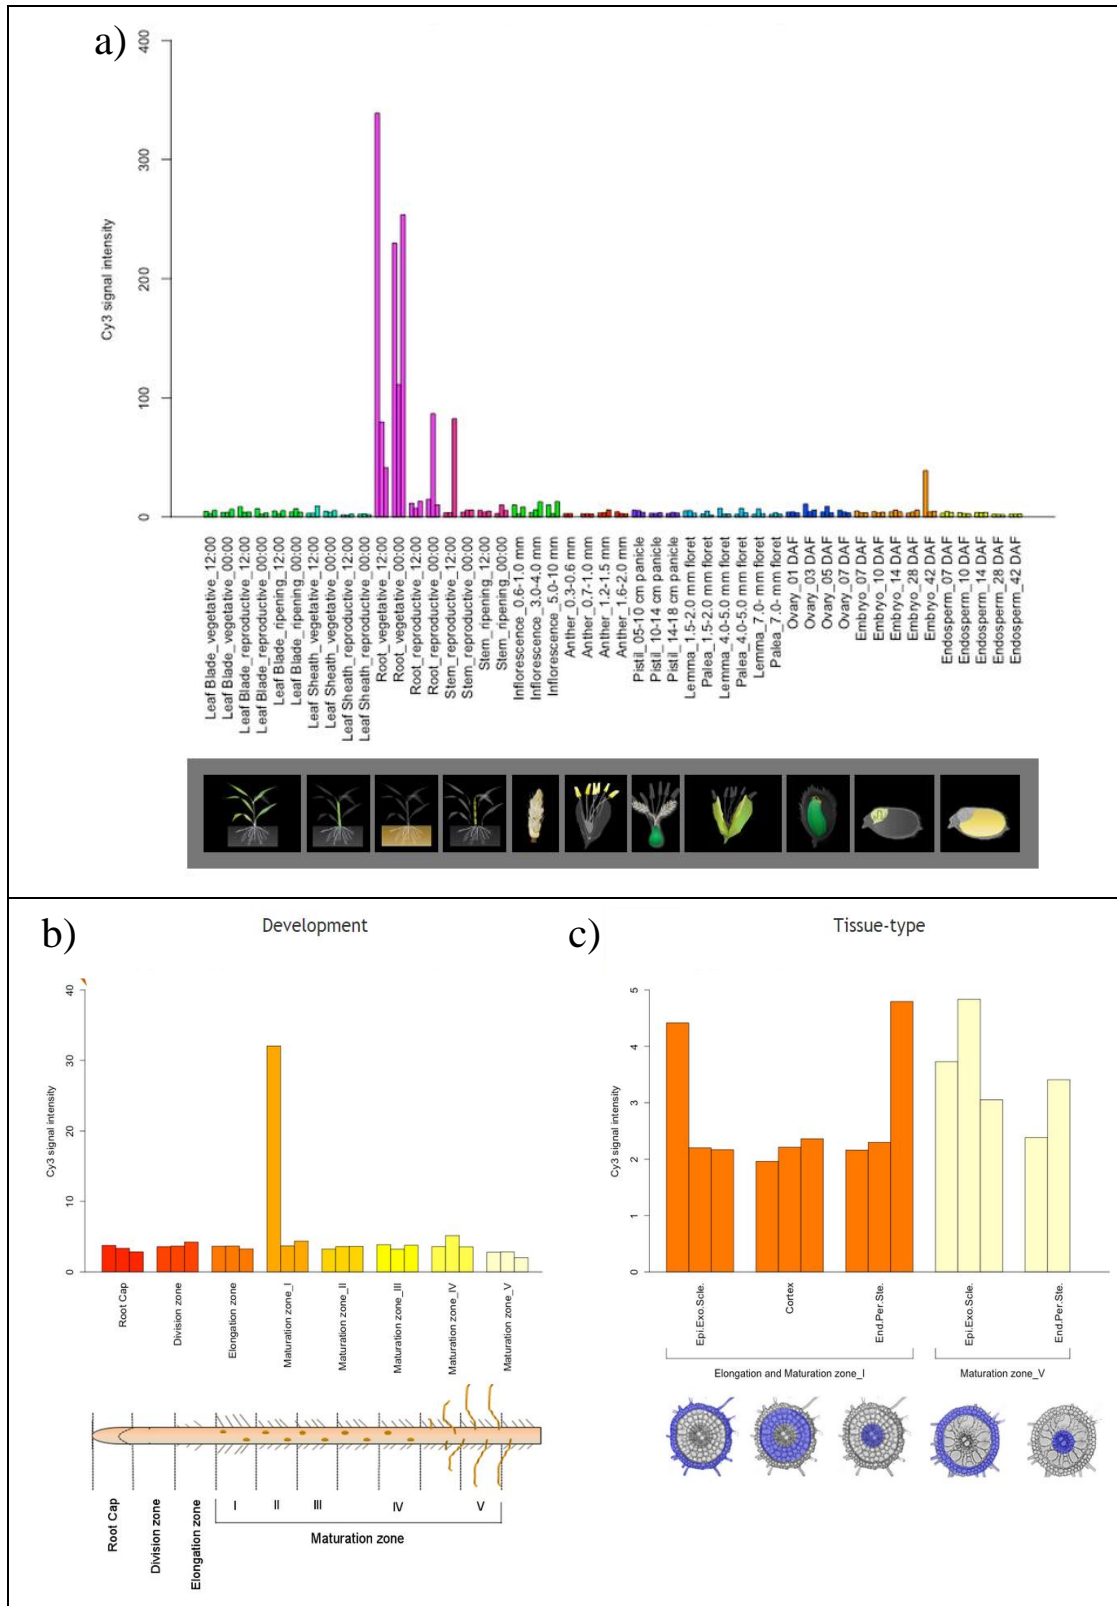 a)
400
300
200
100
0
Cy3 signal intensity
Leaf Blade_vegetative_12:00
Leaf Blade_vegetative_00:00
Leaf Blade_reproductive_12:00
Leaf Blade_reproductive_00:00
Leaf Blade_ripening_12:00
Leaf Blade_ripening_00:00
Leaf Sheath_vegetative_12:00
Leaf Sheath_vegetative_00:00
Leaf Sheath_reproductive_12:00
Leaf Sheath_reproductive_00:00
Root_vegetative_12:00
Root_vegetative_00:00
Root_reproductive_12:00
Root_reproductive_00:00
Stem_reproductive_12:00
Stem_reproductive_00:00
Stem_ripening_12:00
Stem_ripening_00:00
Inflorescence_0.6-1.0 mm
Inflorescence_3.0-4.0 mm
Inflorescence_5.0-10 mm
Anther_0.3-0.6 mm
Anther_0.7-1.0 mm
Anther_1.2-1.5 mm
Anther_1.6-2.0 mm
Pistil_05-10 cm panicle
Pistil_10-14 cm panicle
Pistil_14-18 cm panicle
Lemma_1.5-2.0 mm floret
Palea_1.5-2.0 mm floret
Lemma_4.0-5.0 mm floret
Palea_4.0-5.0 mm floret
Lemma_7.0- mm floret
Palea_7.0- mm floret
Ovary_01 DAF
Ovary_03 DAF
Ovary_05 DAF
Ovary_07 DAF
Embryo_07 DAF
Embryo_10 DAF
Embryo_14 DAF
Embryo_28 DAF
Embryo_42 DAF
Endosperm_07 DAF
Endosperm_10 DAF
Endosperm_14 DAF
Endosperm_28 DAF
Endosperm_42 DAF
b)
Development
40
30
20
10
0
Cy3 signal intensity
Root Cap
Division zone
Elongation zone
Maturation zone_I
Maturation zone_II
Maturation zone_III
Maturation zone_IV
Maturation zone_V
Root Cap
Division zone
Elongation zone
I II III IV V
Maturation zone
c)
Tissue-type
5
4
3
2
1
0
Cy3 signal intensity
Epi.Exo.Scle.
Cortex
End.Per.Ste.
Epi.Exo.Scle.
End.Per.Ste.
Elongation and Maturation zone_I
Maturation zone_V